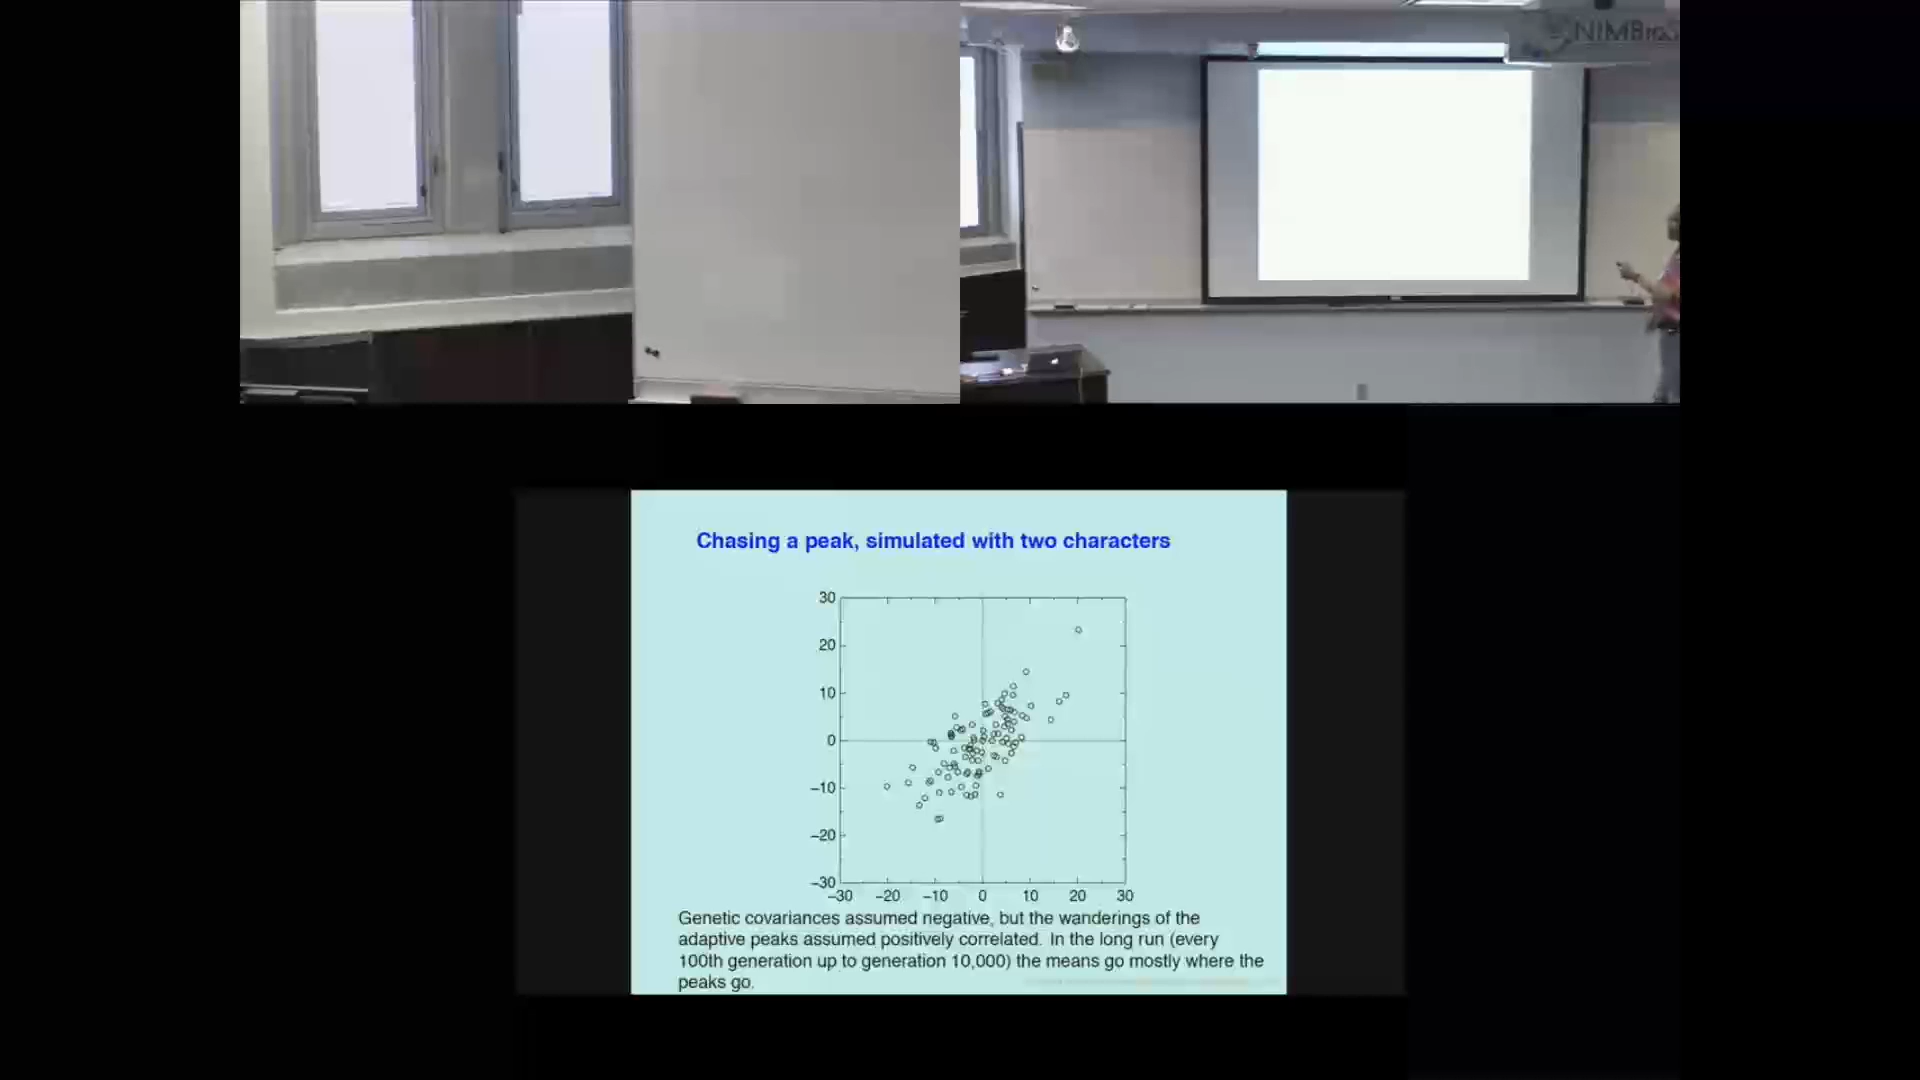 NIMBioS
Chasing a peak, simulated with two characters
30
20
10
0
−10
−20
−30
−30 −20 −10 0 10 20 30
Genetic covariances assumed negative, but the wanderings of the
adaptive peaks assumed positively correlated. In the long run (every
100th generation up to generation 10,000) the means go mostly where the
peaks go.